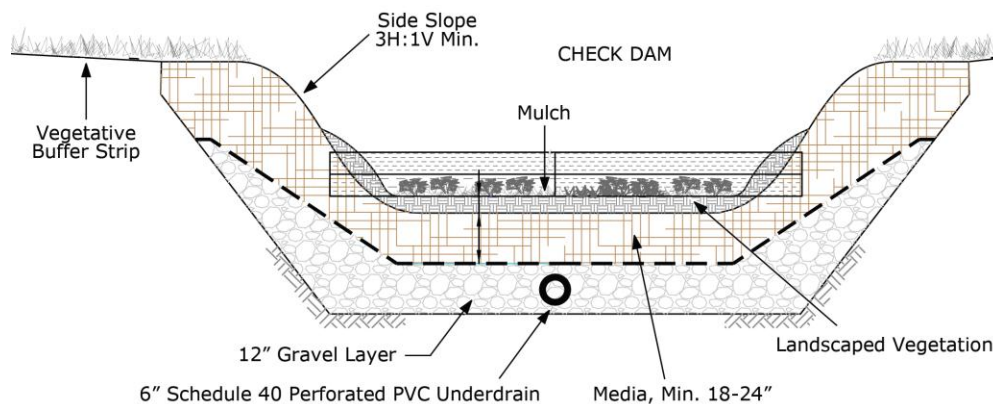 Side Slope
3H:1V Min.
CHECK DAM
Vegetative
Buffer Strip
Mulch
12” Gravel Layer
Landscaped Vegetation
6” Schedule 40 Perforated PVC Underdrain
Media, Min. 18-24”